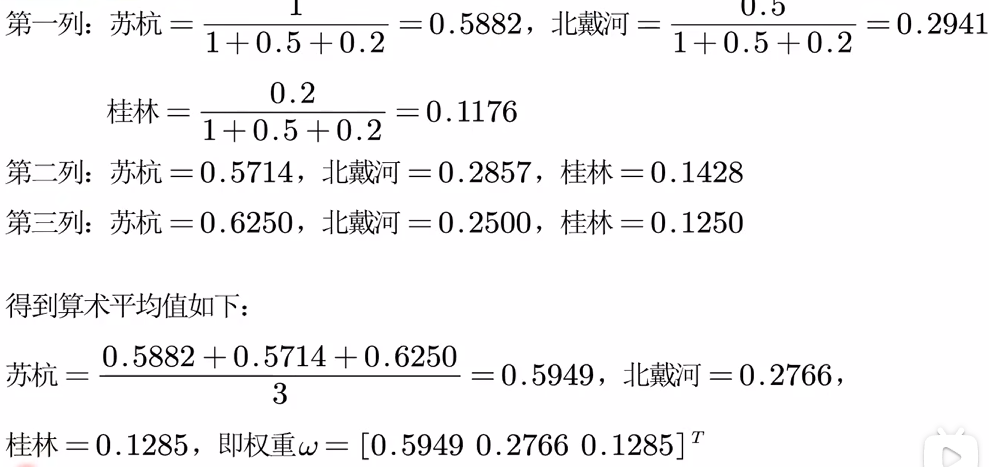 第一列：苏杭 = 1/(1+0.5+0.2) = 0.5882，北戴河 = 0.5/(1+0.5+0.2) = 0.2941
桂林 = 0.2/(1+0.5+0.2) = 0.1176
第二列：苏杭 = 0.5714，北戴河 = 0.2857，桂林 = 0.1428
第三列：苏杭 = 0.6250，北戴河 = 0.2500，桂林 = 0.1250
得到算术平均值如下：
苏杭 = (0.5882+0.5714+0.6250)/3 = 0.5949，北戴河 = 0.2766，
桂林 = 0.1285，即权重ω = [0.5949 0.2766 0.1285]^T